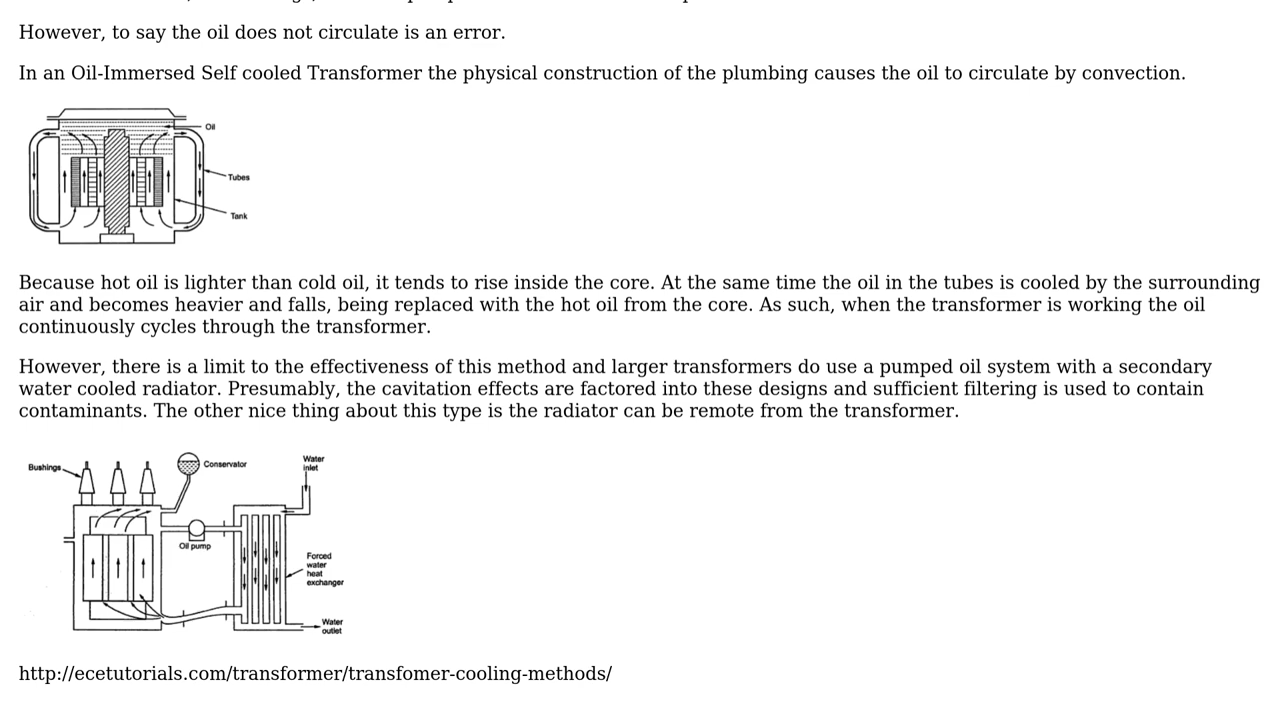 However, to say the oil does not circulate is an error.
In an Oil-Immersed Self cooled Transformer the physical construction of the plumbing causes the oil to circulate by convection.
Oil
Tubes
Tank
Because hot oil is lighter than cold oil, it tends to rise inside the core. At the same time the oil in the tubes is cooled by the surrounding
air and becomes heavier and falls, being replaced with the hot oil from the core. As such, when the transformer is working the oil
continuously cycles through the transformer.
However, there is a limit to the effectiveness of this method and larger transformers do use a pumped oil system with a secondary
water cooled radiator. Presumably, the cavitation effects are factored into these designs and sufficient filtering is used to contain
contaminants. The other nice thing about this type is the radiator can be remote from the transformer.
Bushings
Conservator
Water
inlet
Oil pump
Forced
water
heat
exchanger
Water
outlet
http://ecetutorials.com/transformer/transfomer-cooling-methods/